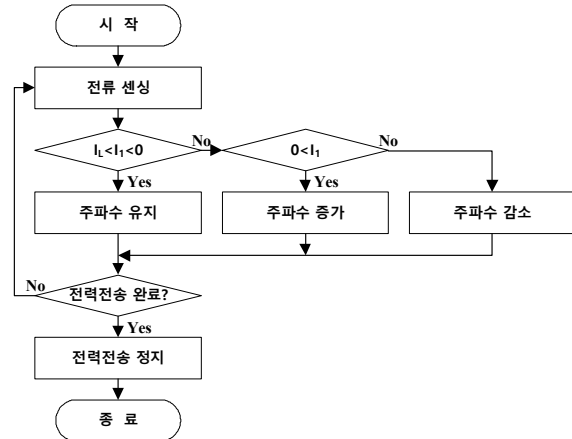 시 작
전류 센싱
I_L<I_1<0
No
0<I_1
No
Yes
Yes
주파수 유지
주파수 증가
주파수 감소
No
전력전송 완료?
Yes
전력전송 정지
종 료